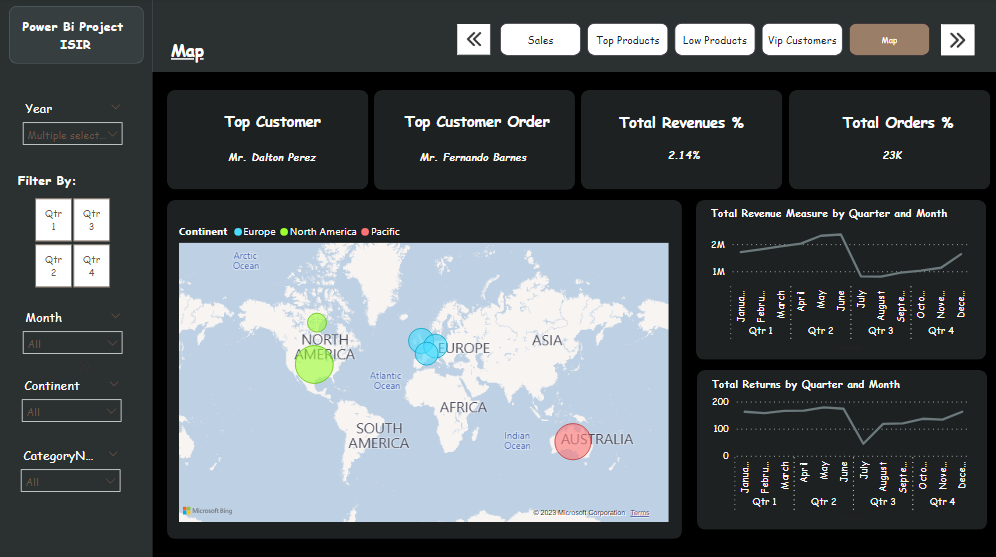 Power Bi Project
ISIR
Map
Sales
Top Products
Low Products
Vip Customers
Map
Year
Multiple select...
Filter By:
Qtr
1
Qtr
3
Qtr
2
Qtr
4
Month
All
Continent
All
CategoryN...
All
Top Customer
Mr. Dalton Perez
Top Customer Order
Mr. Fernando Barnes
Total Revenues %
2.14%
Total Orders %
23K
Continent Europe North America Pacific
Arctic
Ocean
NORTH
AMERICA
EUROPE
ASIA
Atlantic
Ocean
AFRICA
SOUTH
AMERICA
Indian
Ocean
AUSTRALIA
Microsoft Bing
© 2023 Microsoft Corporation Terms
Total Revenue Measure by Quarter and Month
2M
1M
Janua...
Febru...
March
April
May
June
July
August
Septe...
Octo...
Nove...
Dece...
Qtr 1
Qtr 2
Qtr 3
Qtr 4
Total Returns by Quarter and Month
200
100
0
Janua...
Febru...
March
April
May
June
July
August
Septe...
Octo...
Nove...
Dece...
Qtr 1
Qtr 2
Qtr 3
Qtr 4